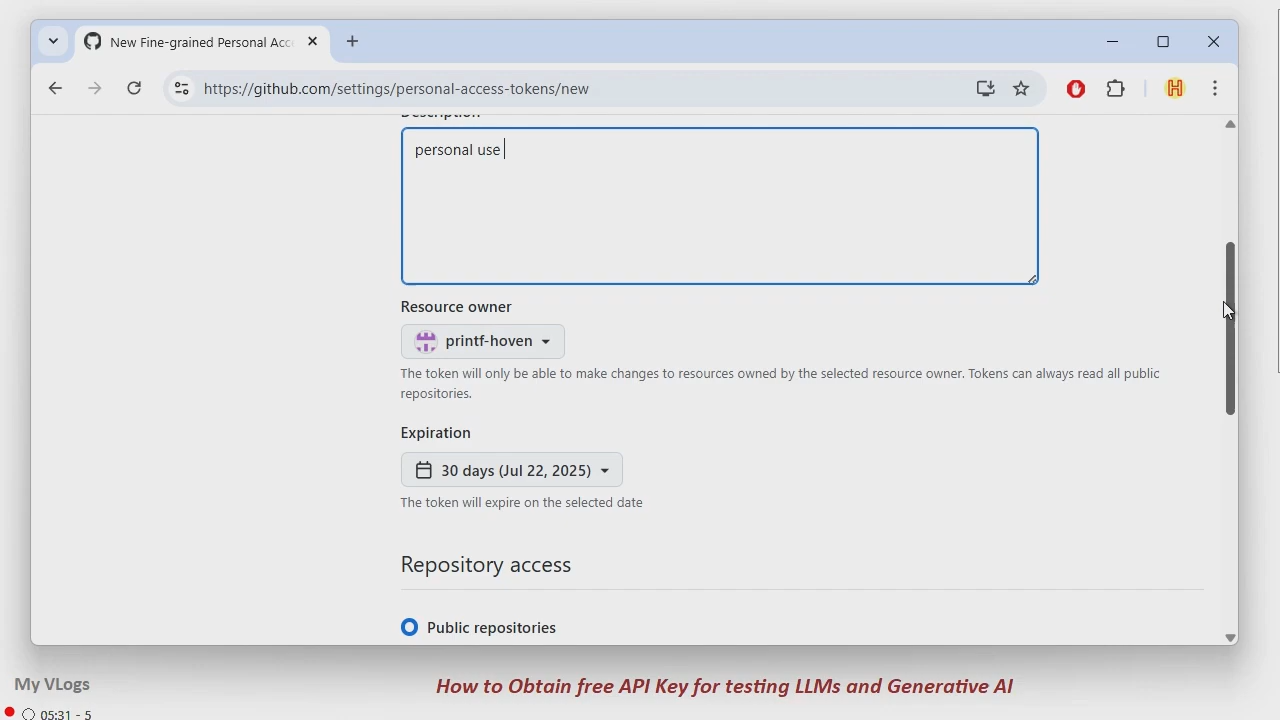 New Fine-grained Personal Acc
https://github.com/settings/personal-access-tokens/new
Description
personal use
Resource owner
printf-hoven
The token will only be able to make changes to resources owned by the selected resource owner. Tokens can always read all public
repositories.
Expiration
30 days (Jul 22, 2025)
The token will expire on the selected date
Repository access
Public repositories
My VLogs
How to Obtain free API Key for testing LLMs and Generative AI
05:31 - 5